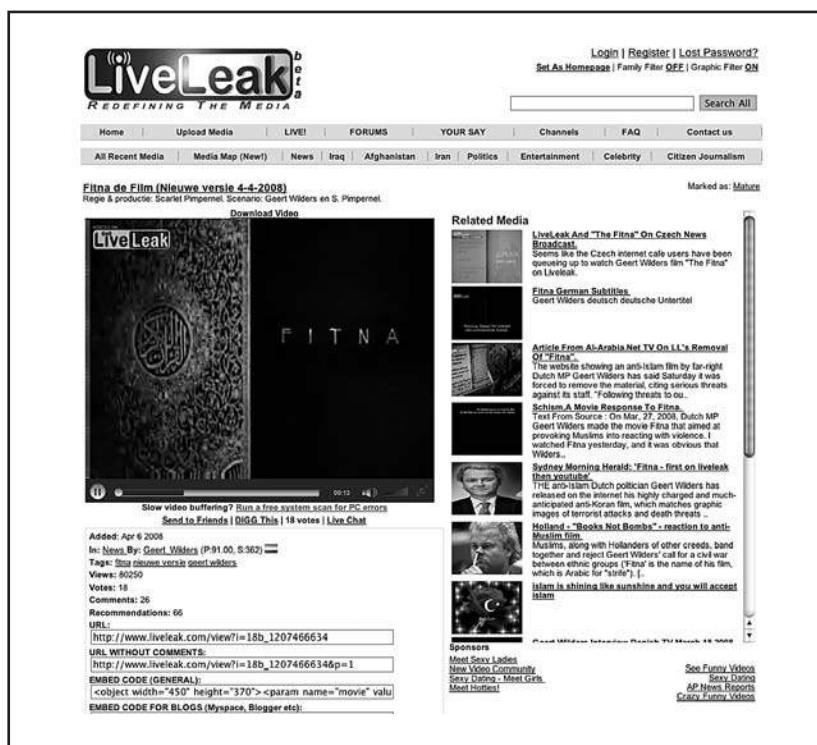 LiveLeak
beta
REDEFINING THE MEDIA
Login | Register | Lost Password?
Set As Homepage | Family Filter OFF | Graphic Filter ON
Search All
Home | Upload Media | LIVE! | FORUMS | YOUR SAY | Channels | FAQ | Contact us
All Recent Media | Media Map (New!) | News | Iraq | Afghanistan | Iran | Politics | Entertainment | Celebrity | Citizen Journalism
Fitna de Film (Nieuwe versie 4-4-2008)
Marked as: Mature
Regie & productie: Scarlet Pimpernel. Scenario: Geert Wilders en S. Pimpernel.
Download Video
LiveLeak
FITNA
00:13
Slow video buffering? Run a free system scan for PC errors
Send to Friends | DIGG This | 18 votes | Live Chat
Added: Apr 6 2008
In: News By: Geert_Wilders (P:91.00, S:362)
Tags: fitna nieuwe versie geert wilders
Views: 80250
Votes: 18
Comments: 26
Recommendations: 66
URL:
http://www.liveleak.com/view?i=18b_1207466634
URL WITHOUT COMMENTS:
http://www.liveleak.com/view?i=18b_1207466634&p=1
EMBED CODE (GENERAL):
<object width="450" height="370"><param name="movie" valu
EMBED CODE FOR BLOGS (Myspace, Blogger etc):
Related Media
LiveLeak And "The Fitna" On Czech News
Broadcast.
Seems like the Czech internet cafe users have been
queueing up to watch Geert Wilders film "The Fitna"
on Liveleak.
Fitna German Subtitles
Geert Wilders deutsch deutsche Untertitel
Article From Al-Arabia.Net TV On LL's Removal
Of "Fitna".
The website showing an anti-Islam film by far-right
Dutch MP Geert Wilders has said Saturday it was
forced to remove the material, citing serious threats
against its staff. "Following threats to ou..
Schism,A Movie Response To Fitna.
Text From Source : On Mar, 27, 2008, Dutch MP
Geert Wilders made the movie Fitna that aimed at
provoking Muslims into reacting with violence. I
watched Fitna yesterday, and it was obvious that
Wilders..
Sydney Morning Herald: 'Fitna - first on liveleak
then youtube'.
THE anti-Islam Dutch politician Geert Wilders has
released on the internet his highly charged and much-
anticipated anti-Koran film, which matches graphic
images of terrorist attacks and death threats ..
Holland - "Books Not Bombs" - reaction to anti-
Muslim film
Muslims, along with Hollanders of other creeds, band
together and reject Geert Wilders' call for a civil war
between ethnic groups ('Fitna' is the name of his film,
which is Arabic for "strife"). [..
islam is shining like sunshine and you will accept
islam
Sponsors
Meet Sexy Ladies
New Video Community
Sexy Dating - Meet Girls
Meet Hotties!
See Funny Videos
Sexy Dating
AP News Reports
Crazy Funny Videos